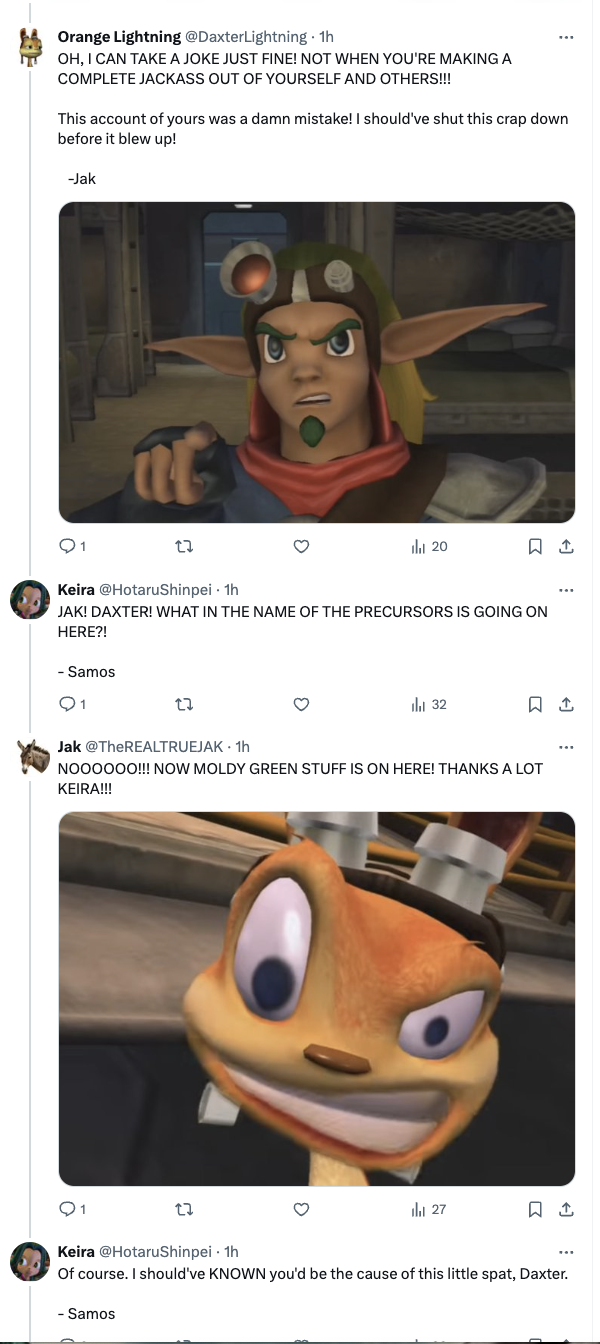 Orange Lightning @DaxterLightning · 1h
OH, I CAN TAKE A JOKE JUST FINE! NOT WHEN YOU'RE MAKING A
COMPLETE JACKASS OUT OF YOURSELF AND OTHERS!!!
This account of yours was a damn mistake! I should've shut this crap down
before it blew up!
-Jak
1 20
Keira @HotaruShinpei · 1h
JAK! DAXTER! WHAT IN THE NAME OF THE PRECURSORS IS GOING ON
HERE?!
- Samos
1 32
Jak @TheREALTRUEJAK · 1h
NOOOOOO!!! NOW MOLDY GREEN STUFF IS ON HERE! THANKS A LOT
KEIRA!!!
1 27
Keira @HotaruShinpei · 1h
Of course. I should've KNOWN you'd be the cause of this little spat, Daxter.
- Samos